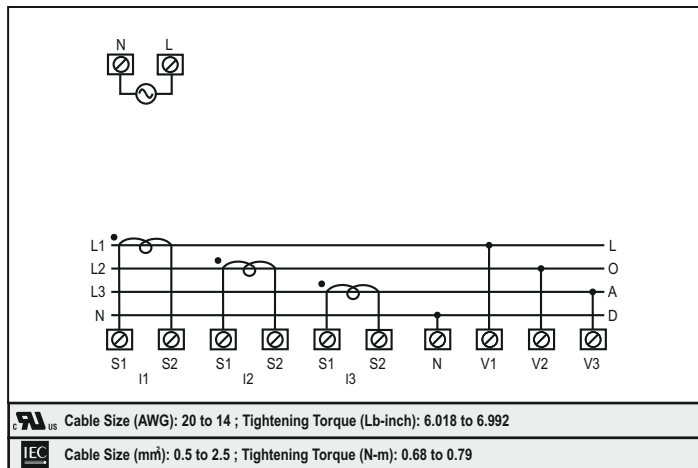 N L
L1 L
L2 O
L3 A
N D
S1 S2 S1 S2 S1 S2 N V1 V2 V3
I1 I2 I3
c RU us Cable Size (AWG): 20 to 14 ; Tightening Torque (Lb-inch): 6.018 to 6.992
IEC Cable Size (mm²): 0.5 to 2.5 ; Tightening Torque (N-m): 0.68 to 0.79